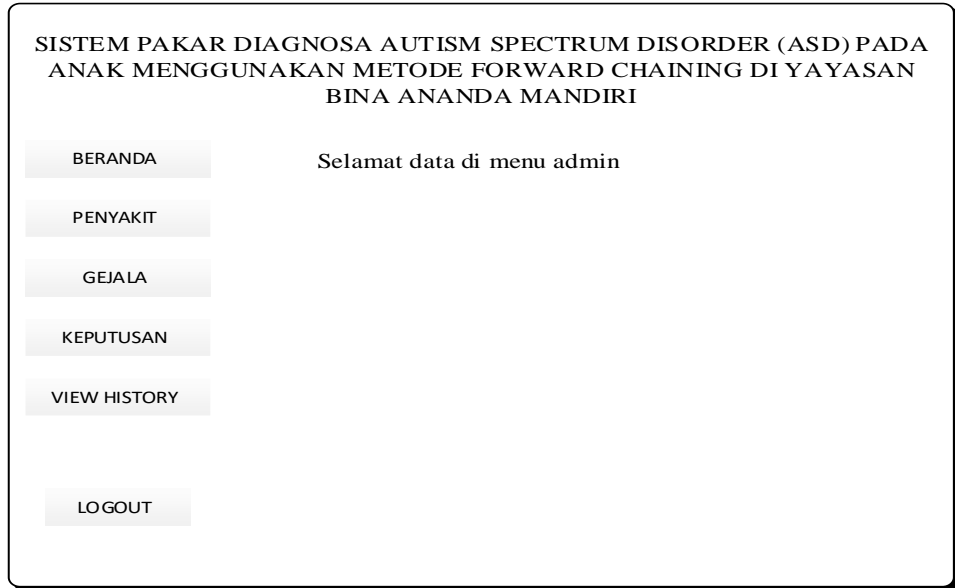 SISTEM PAKAR DIAGNOSA AUTISM SPECTRUM DISORDER (ASD) PADA
ANAK MENGGUNAKAN METODE FORWARD CHAINING DI YAYASAN
BINA ANANDA MANDIRI
BERANDA
Selamat data di menu admin
PENYAKIT
GEJALA
KEPUTUSAN
VIEW HISTORY
LOGOUT